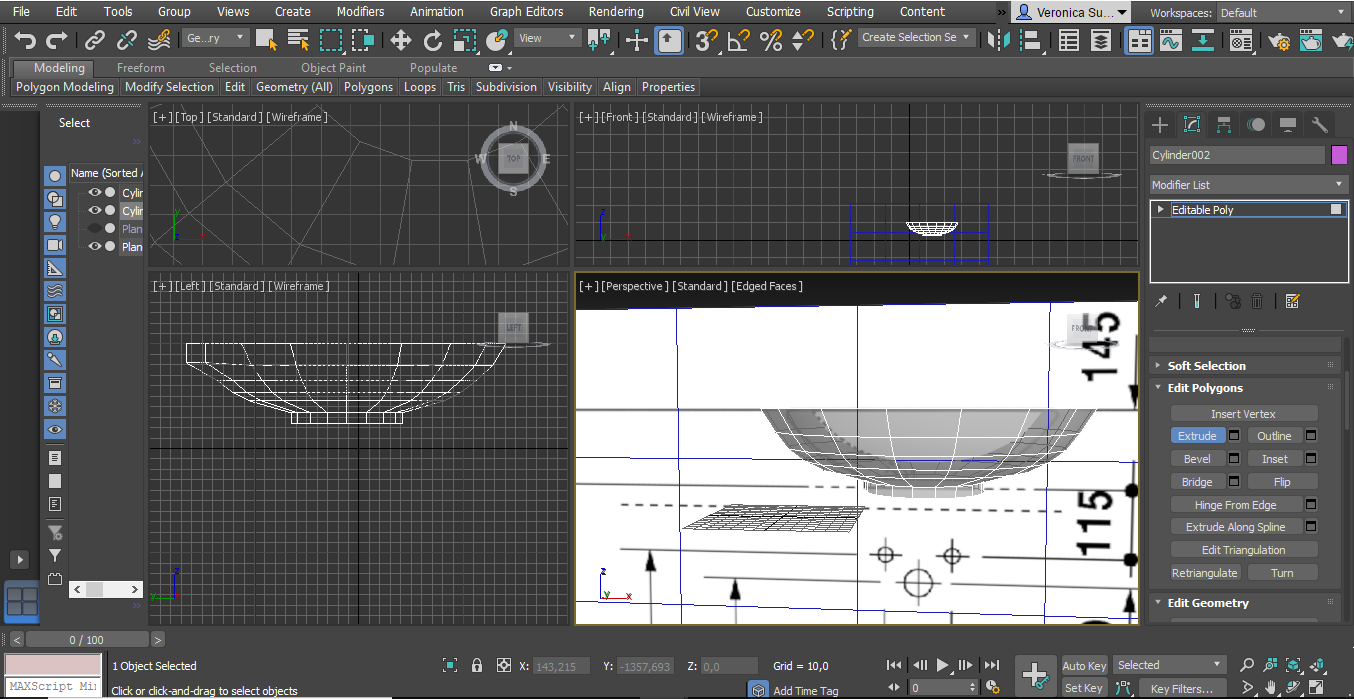 File Edit Tools Group Views Create Modifiers Animation Graph Editors Rendering Civil View Customize Scripting Content » Veronica Su... Workspaces: Default
Ge...ry View 3 Create Selection Se
Modeling Freeform Selection Object Paint Populate
Polygon Modeling Modify Selection Edit Geometry (All) Polygons Loops Tris Subdivision Visibility Align Properties
Select
Name (Sorted A
Cylin
Cylin
Plan
Plan
[+] [Top] [Standard] [Wireframe]
N
W TOP E
S
y
z x
[+] [Front] [Standard] [Wireframe]
FRONT
z
y x
[+] [Left] [Standard] [Wireframe]
LEFT
z
y
[+] [Perspective] [Standard] [Edged Faces]
145
115
z
y x
Cylinder002
Modifier List
Editable Poly
Soft Selection
Edit Polygons
Insert Vertex
Extrude Outline
Bevel Inset
Bridge Flip
Hinge From Edge
Extrude Along Spline
Edit Triangulation
Retriangulate Turn
Edit Geometry
< 0 / 100 >
1 Object Selected X: 143,215 Y: -1357,693 Z: 0,0 Grid = 10,0 Auto Key Selected
MAXScript Mi Click or click-and-drag to select objects Add Time Tag 0 Set Key Key Filters...